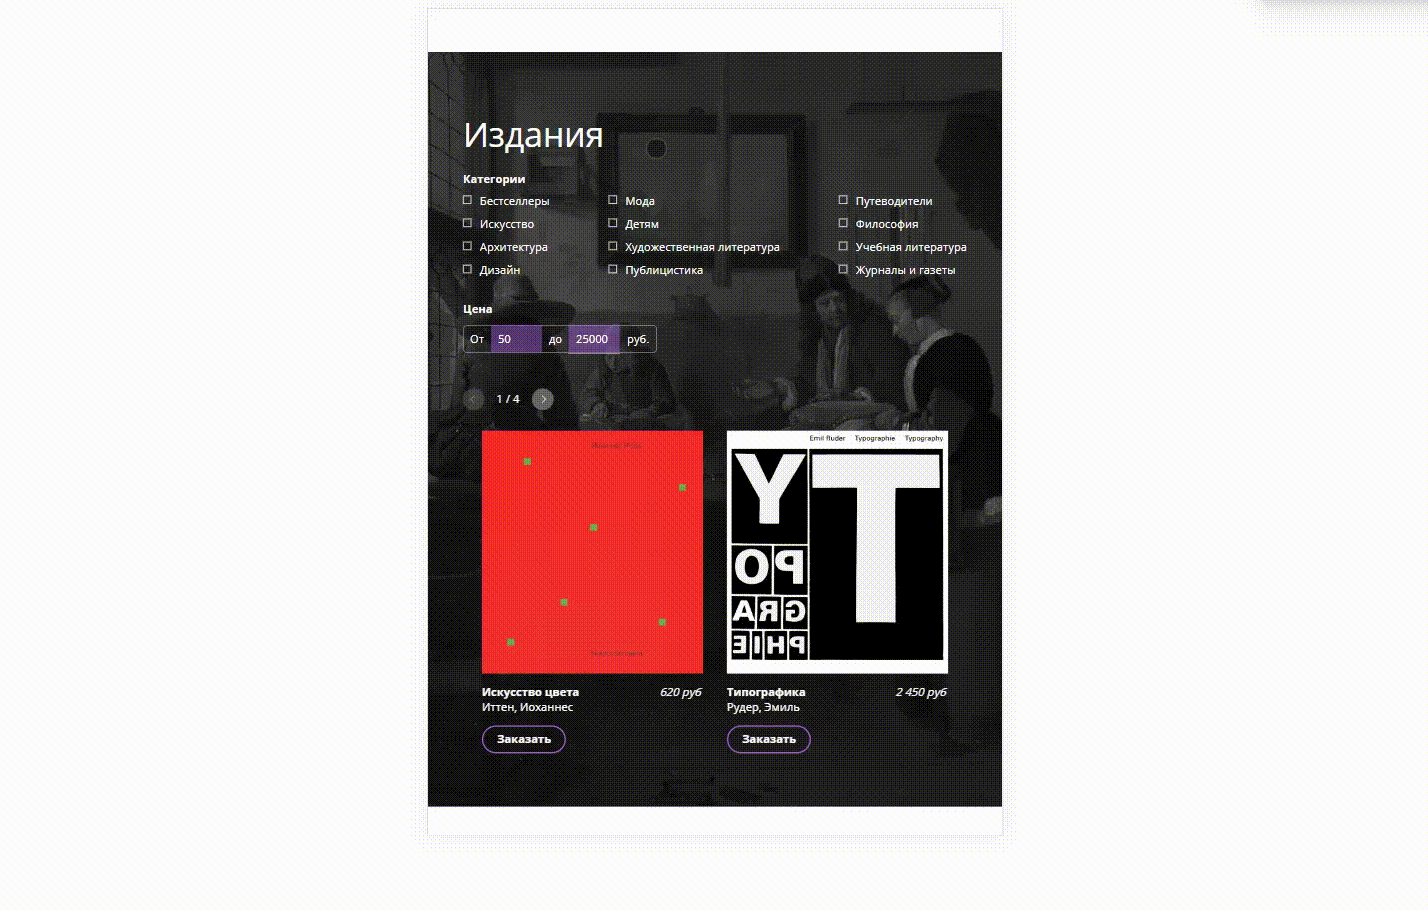 Издания
Категории
Бестселлеры
Искусство
Архитектура
Дизайн
Мода
Детям
Художественная литература
Публицистика
Путеводители
Философия
Учебная литература
Журналы и газеты
Цена
От 50 до 25000 руб.
1 / 4
Искусство цвета 620 руб
Иттен, Иоханнес
Заказать
Emil Ruder Typographie Typography
Y T
PO
GRA
PHIE
Типографика 2 450 руб
Рудер, Эмиль
Заказать